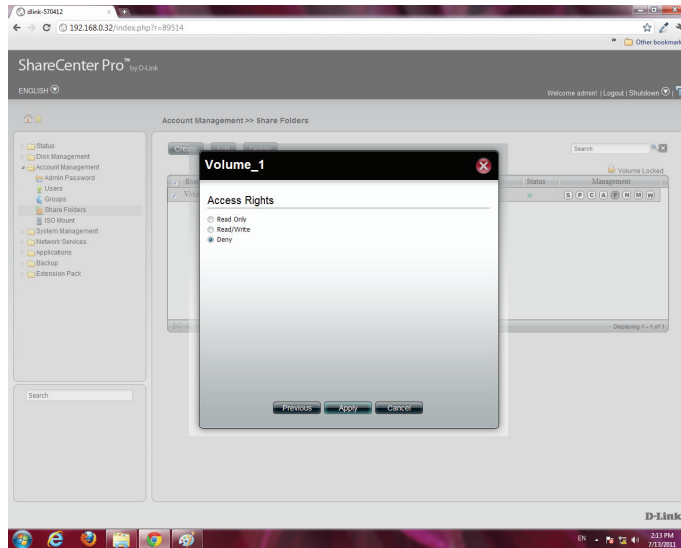 dlink-570412
192.168.0.32/index.php?r=89514
Other bookmark
ShareCenter Pro™ by D-Link
ENGLISH
Welcome admin! | Logout | Shutdown
Account Management >> Share Folders
Status
Disk Management
Account Management
Admin Password
Users
Groups
Share Folders
ISO Mount
System Management
Network Services
Applications
Backup
Extension Pack
Search
Search
Volume Locked
Status Management
S P C A F N M W
Displaying 1 - 1 of 1
Volume_1
Access Rights
Read Only
Read/Write
Deny
Previous Apply Cancel
D-Link
EN 2:13 PM
7/13/2011